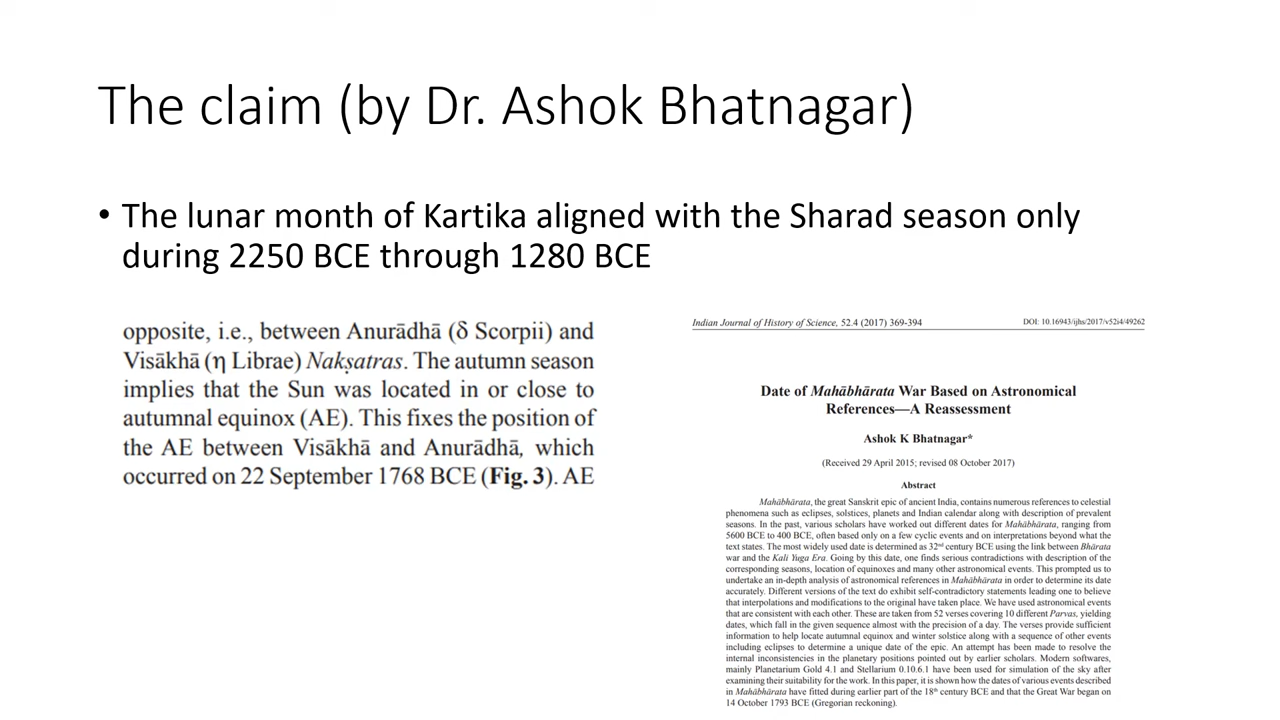 The claim (by Dr. Ashok Bhatnagar)
• The lunar month of Kartika aligned with the Sharad season only
during 2250 BCE through 1280 BCE
opposite, i.e., between Anurādhā (δ Scorpii) and
Visākhā (η Librae) Nakṣatras. The autumn season
implies that the Sun was located in or close to
autumnal equinox (AE). This fixes the position of
the AE between Visākhā and Anurādhā, which
occurred on 22 September 1768 BCE (Fig. 3). AE
Indian Journal of History of Science, 52.4 (2017) 369-394
DOI: 10.16943/ijhs/2017/v52i4/49262
Date of Mahābhārata War Based on Astronomical
References—A Reassessment
Ashok K Bhatnagar*
(Received 29 April 2015; revised 08 October 2017)
Abstract
Mahābhārata, the great Sanskrit epic of ancient India, contains numerous references to celestial
phenomena such as eclipses, solstices, planets and Indian calendar along with description of prevalent
seasons. In the past, various scholars have worked out different dates for Mahābhārata, ranging from
5600 BCE to 400 BCE, often based only on a few cyclic events and on interpretations beyond what the
text states. The most widely used date is determined as 32nd century BCE using the link between Bhārata
war and the Kali Yuga Era. Going by this date, one finds serious contradictions with description of the
corresponding seasons, location of equinoxes and many other astronomical events. This prompted us to
undertake an in-depth analysis of astronomical references in Mahābhārata in order to determine its date
accurately. Different versions of the text do exhibit self-contradictory statements leading one to believe
that interpolations and modifications to the original have taken place. We have used astronomical events
that are consistent with each other. These are taken from 52 verses covering 10 different Parvas, yielding
dates, which fall in the given sequence almost with the precision of a day. The verses provide sufficient
information to help locate autumnal equinox and winter solstice along with a sequence of other events
including eclipses to determine a unique date of the epic. An attempt has been made to resolve the
internal inconsistencies in the planetary positions pointed out by earlier scholars. Modern softwares,
mainly Planetarium Gold 4.1 and Stellarium 0.10.6.1 have been used for simulation of the sky after
examining their suitability for the work. In this paper, it is shown how the dates of various events described
in Mahābhārata have fitted during earlier part of the 18th century BCE and that the Great War began on
14 October 1793 BCE (Gregorian reckoning).